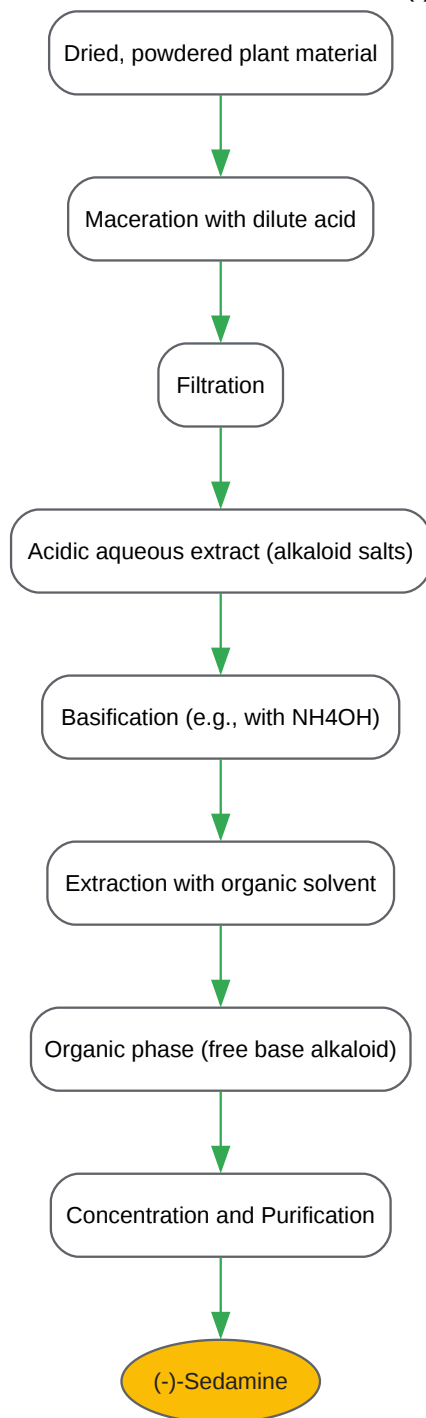 Dried, powdered plant material
Maceration with dilute acid
Filtration
Acidic aqueous extract (alkaloid salts)
Basification (e.g., with NH4OH)
Extraction with organic solvent
Organic phase (free base alkaloid)
Concentration and Purification
(-)-Sedamine